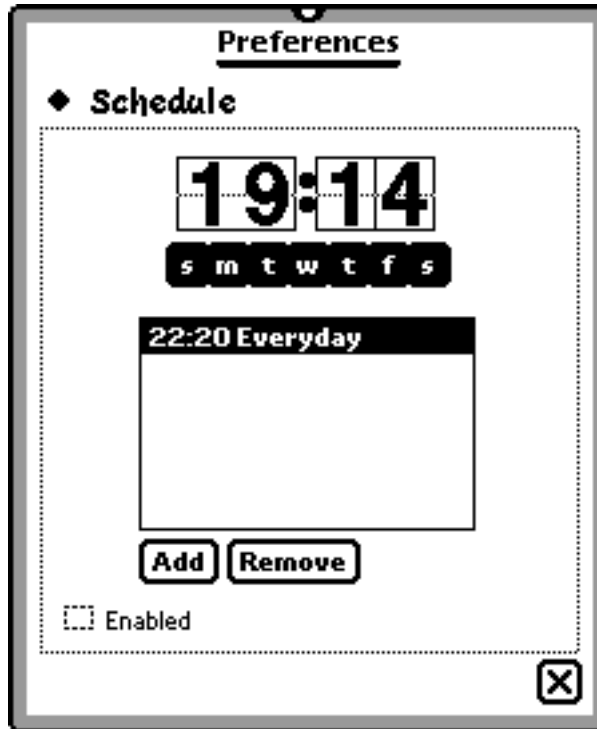 Preferences
Schedule
19:14
s m t w t f s
22:20 Everyday
Add Remove
Enabled